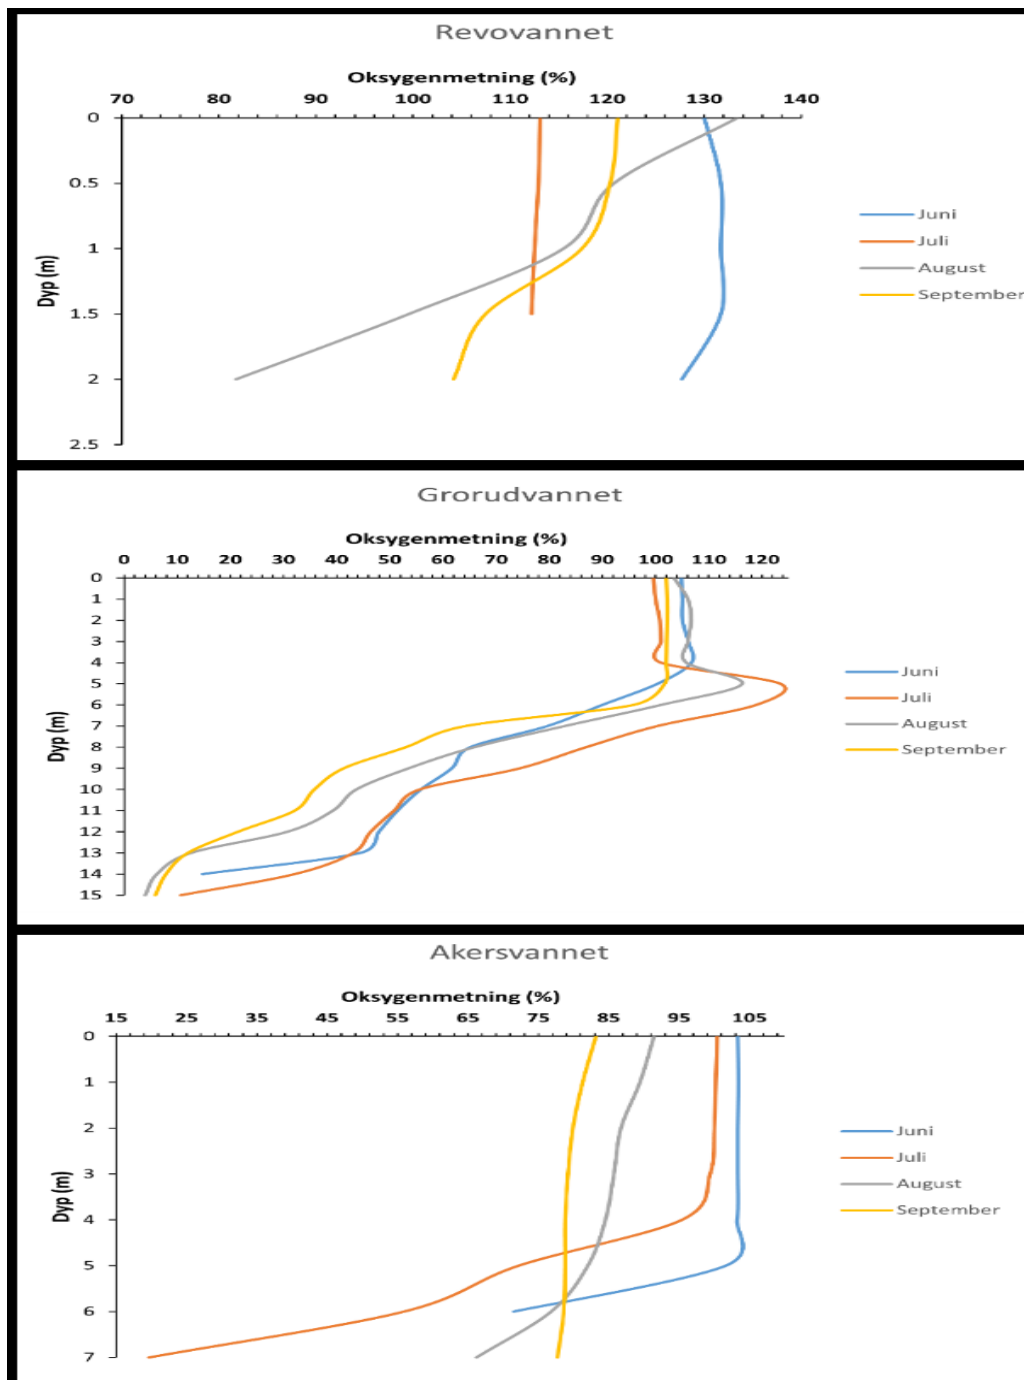 Revovannet
Oksygenmetning (%)
70 80 90 100 110 120 130 140
0
0.5
1
1.5
2
2.5
Dyp (m)
Juni
Juli
August
September
Grorudvannet
Oksygenmetning (%)
0 10 20 30 40 50 60 70 80 90 100 110 120
0
1
2
3
4
5
6
7
8
9
10
11
12
13
14
15
Dyp (m)
Juni
Juli
August
September
Akersvannet
Oksygenmetning (%)
15 25 35 45 55 65 75 85 95 105
0
1
2
3
4
5
6
7
Dyp (m)
Juni
Juli
August
September